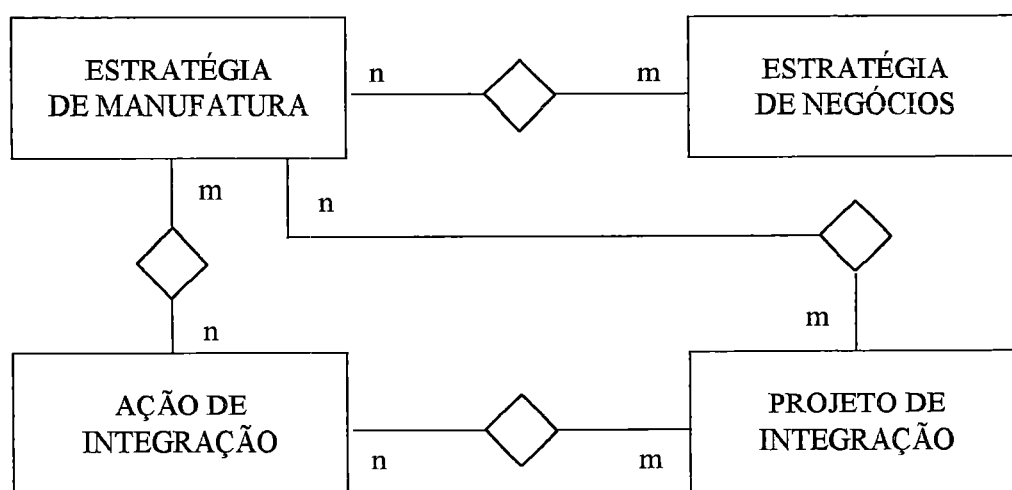 ESTRATÉGIA
DE MANUFATURA
n
m
ESTRATÉGIA
DE NEGÓCIOS
m
n
n
m
AÇÃO DE
INTEGRAÇÃO
n
m
PROJETO DE
INTEGRAÇÃO